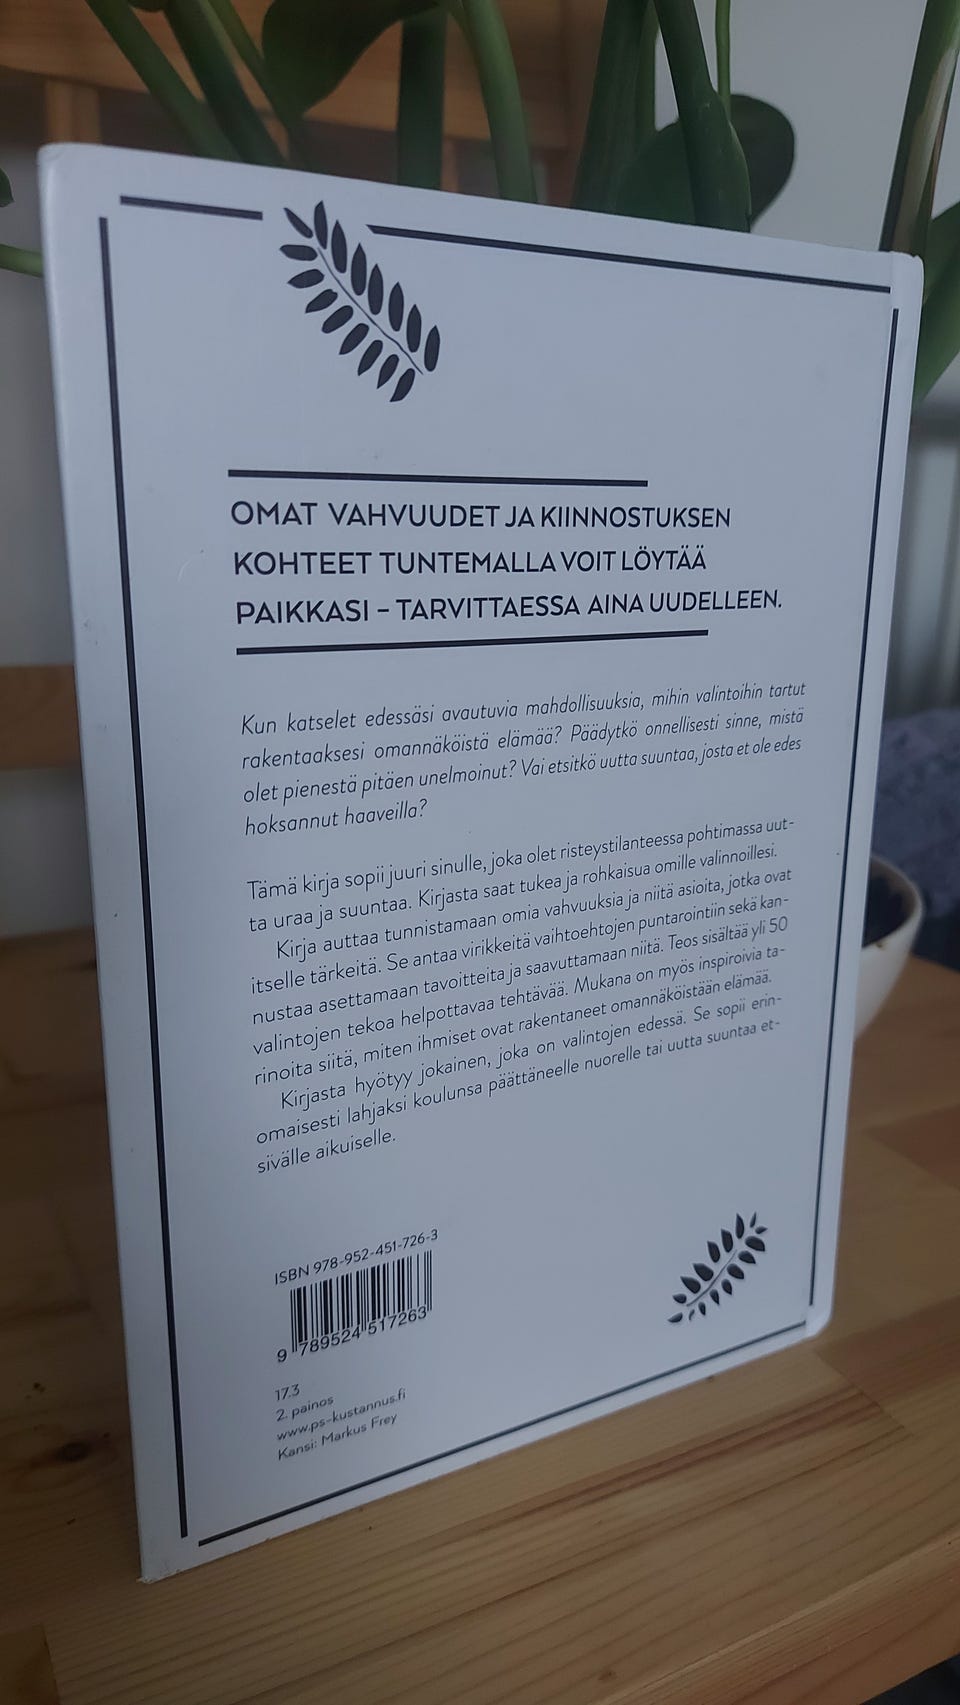 OMAT VAHVUUDET JA KIINNOSTUKSEN
KOHTEET TUNTEMALLA VOIT LÖYTÄÄ
PAIKKASI – TARVITTAESSA AINA UUDELLEEN.
Kun katselet edessäsi avautuvia mahdollisuuksia, mihin valintoihin tartut
rakentaaksesi omannäköistä elämää? Päädytkö onnellisesti sinne, mistä
olet pienestä pitäen unelmoinut? Vai etsitkö uutta suuntaa, josta et ole edes
hoksannut haaveilla?
Tämä kirja sopii juuri sinulle, joka olet risteystilanteessa pohtimassa uut-
ta uraa ja suuntaa. Kirjasta saat tukea ja rohkaisua omille valinnoillesi.
Kirja auttaa tunnistamaan omia vahvuuksia ja niitä asioita, jotka ovat
itselle tärkeitä. Se antaa virikkeitä vaihtoehtojen puntarointiin sekä kan-
nustaa asettamaan tavoitteita ja saavuttamaan niitä. Teos sisältää yli 50
valintojen tekoa helpottavaa tehtävää. Mukana on myös inspiroivia ta-
rinoita siitä, miten ihmiset ovat rakentaneet omannäköistään elämää.
Kirjasta hyötyy jokainen, joka on valintojen edessä. Se sopii erin-
omaisesti lahjaksi koulunsa päättäneelle nuorelle tai uutta suuntaa et-
sivälle aikuiselle.
ISBN 978-952-451-726-3
9 789524 517263
17.3
2. painos
www.ps-kustannus.fi
Kansi: Markus Frey